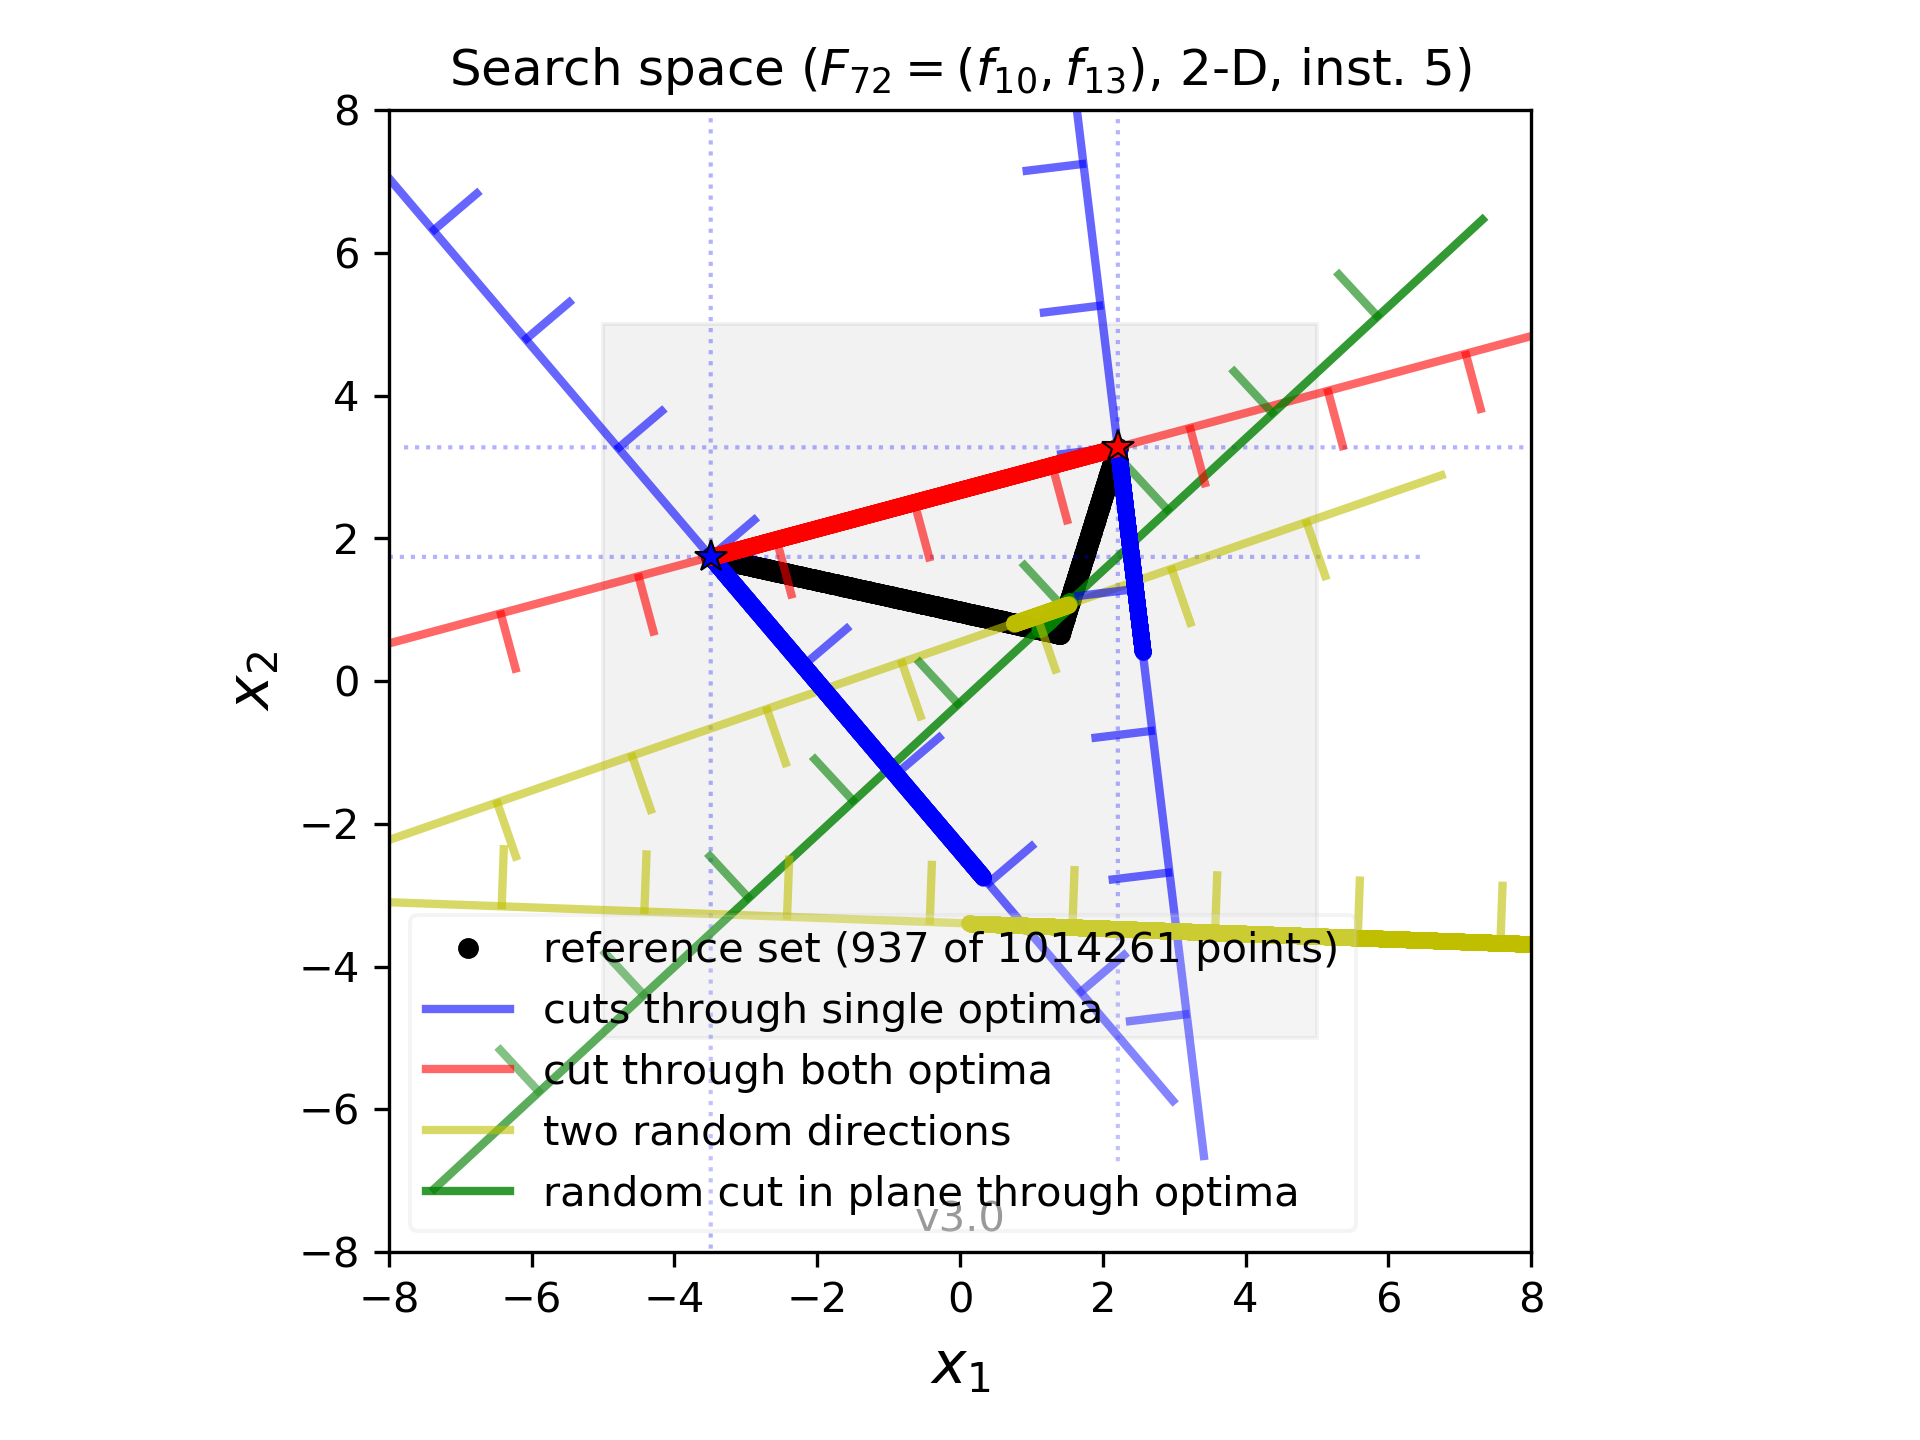 Search space (F₇₂ = (f₁₀, f₁₃), 2-D, inst. 5)
8
6
4
2
0
−2
−4
−6
−8
x₂
reference set (937 of 1014261 points)
cuts through single optima
cut through both optima
two random directions
random cut in plane through optima
v3.0
−8 −6 −4 −2 0 2 4 6 8
x₁